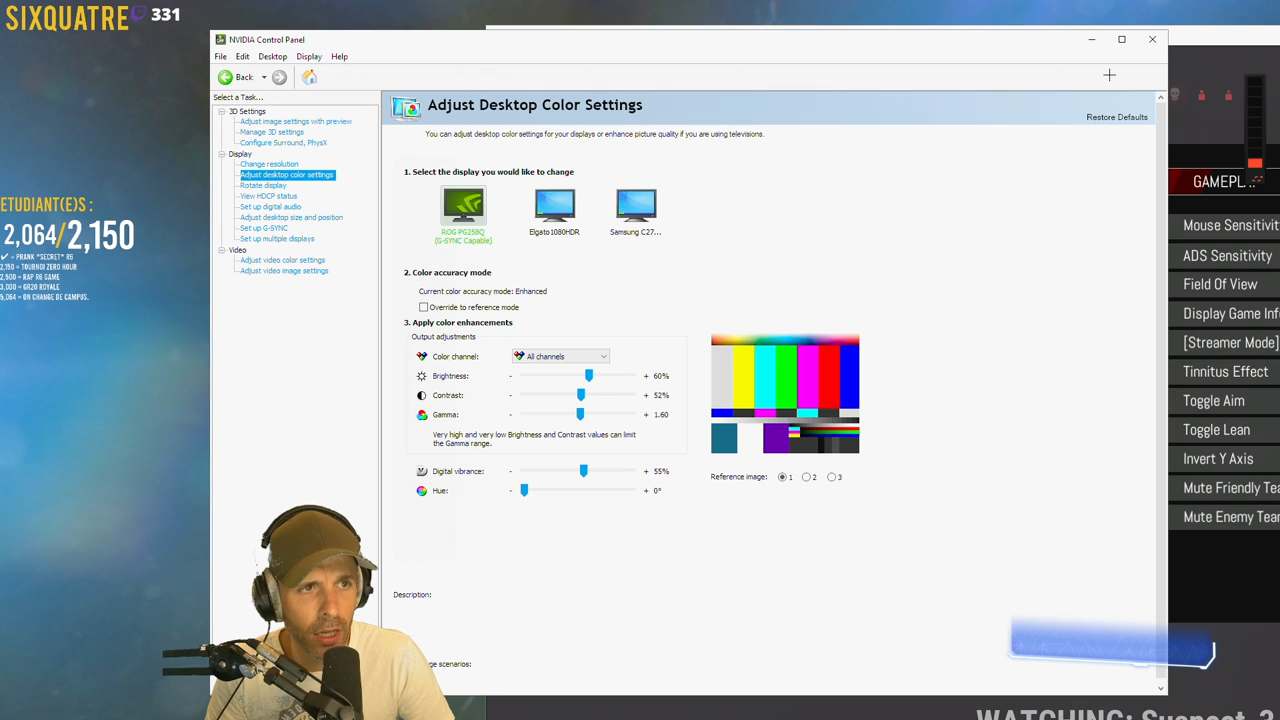 SIXQUATRE 331
ETUDIANT(E)S :
2,064/2,150
✓ = PRANK *SECRET* R6
2,150 = TOURNOI ZERO HOUR
2,500 = RAP R6 GAME
3,000 = GR20 ROYALE
5,064 = ON CHANGE DE CAMPUS.
NVIDIA Control Panel
File Edit Desktop Display Help
Back
Select a Task...
3D Settings
Adjust image settings with preview
Manage 3D settings
Configure Surround, PhysX
Display
Change resolution
Adjust desktop color settings
Rotate display
View HDCP status
Set up digital audio
Adjust desktop size and position
Set up G-SYNC
Set up multiple displays
Video
Adjust video color settings
Adjust video image settings
Adjust Desktop Color Settings
Restore Defaults
You can adjust desktop color settings for your displays or enhance picture quality if you are using televisions.
1. Select the display you would like to change
ROG PG258Q
(G-SYNC Capable)
Elgato1080HDR
Samsung C27...
2. Color accuracy mode
Current color accuracy mode: Enhanced
Override to reference mode
3. Apply color enhancements
Output adjustments
Color channel: All channels
Brightness: - + 60%
Contrast: - + 52%
Gamma: - + 1.60
Very high and very low Brightness and Contrast values can limit
the Gamma range.
Digital vibrance: - + 55%
Hue: - + 0°
Reference image: 1 2 3
Description:
ge scenarios:
GAMEPLAY
Mouse Sensitivit
ADS Sensitivity
Field Of View
Display Game Inf
[Streamer Mode]
Tinnitus Effect
Toggle Aim
Toggle Lean
Invert Y Axis
Mute Friendly Tea
Mute Enemy Team
WATCHING: Suspect_2